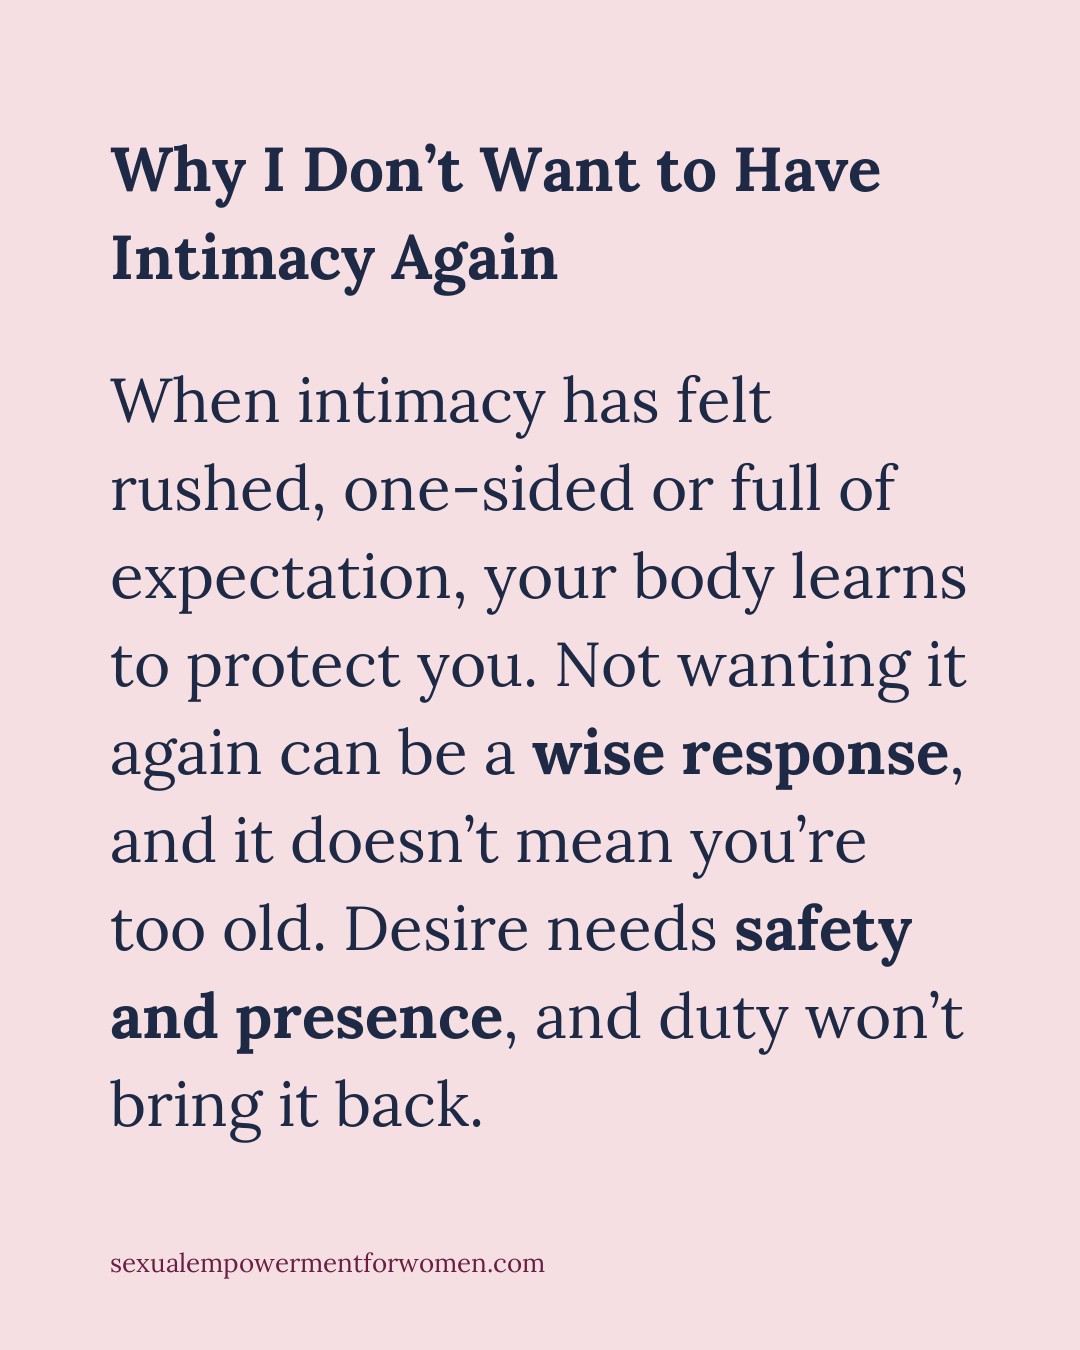 Why I Don’t Want to Have
Intimacy Again
When intimacy has felt
rushed, one-sided or full of
expectation, your body learns
to protect you. Not wanting it
again can be a wise response,
and it doesn’t mean you’re
too old. Desire needs safety
and presence, and duty won’t
bring it back.
sexualempowermentforwomen.com